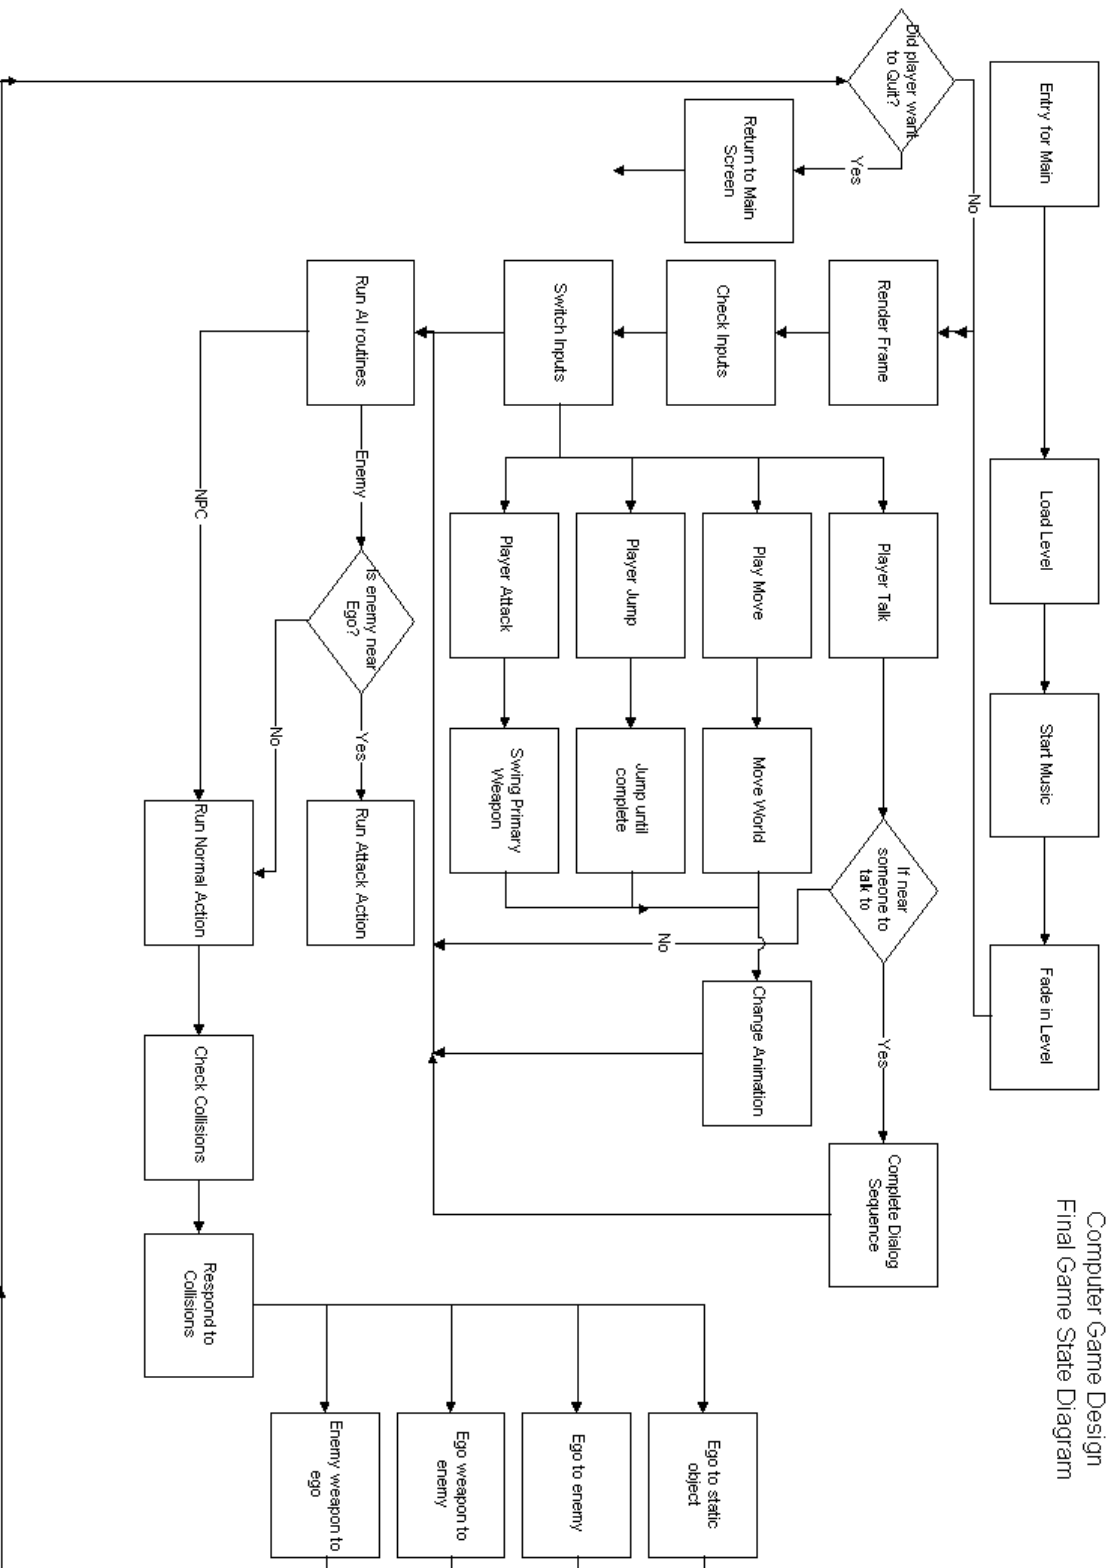 Computer Game Design
Final Game State Diagram
Entry for Main
Load Level
Start Music
Fade in Level
Did player want
to Quit?
No
Yes
Return to Main
Screen
Render Frame
Check Inputs
Switch Inputs
Run AI routines
Player Talk
Play Move
Player Jump
Player Attack
If near
someone to
talk to
Move World
Jump until
complete
Swing Primary
Weapon
No
Yes
Change Animation
Complete Dialog
Sequence
Enemy
NPC
Is enemy near
Ego?
Yes
No
Run Attack Action
Run Normal Action
Check Collisions
Respond to
Collisions
Ego to static
object
Ego to enemy
Ego weapon to
enemy
Enemy weapon to
ego